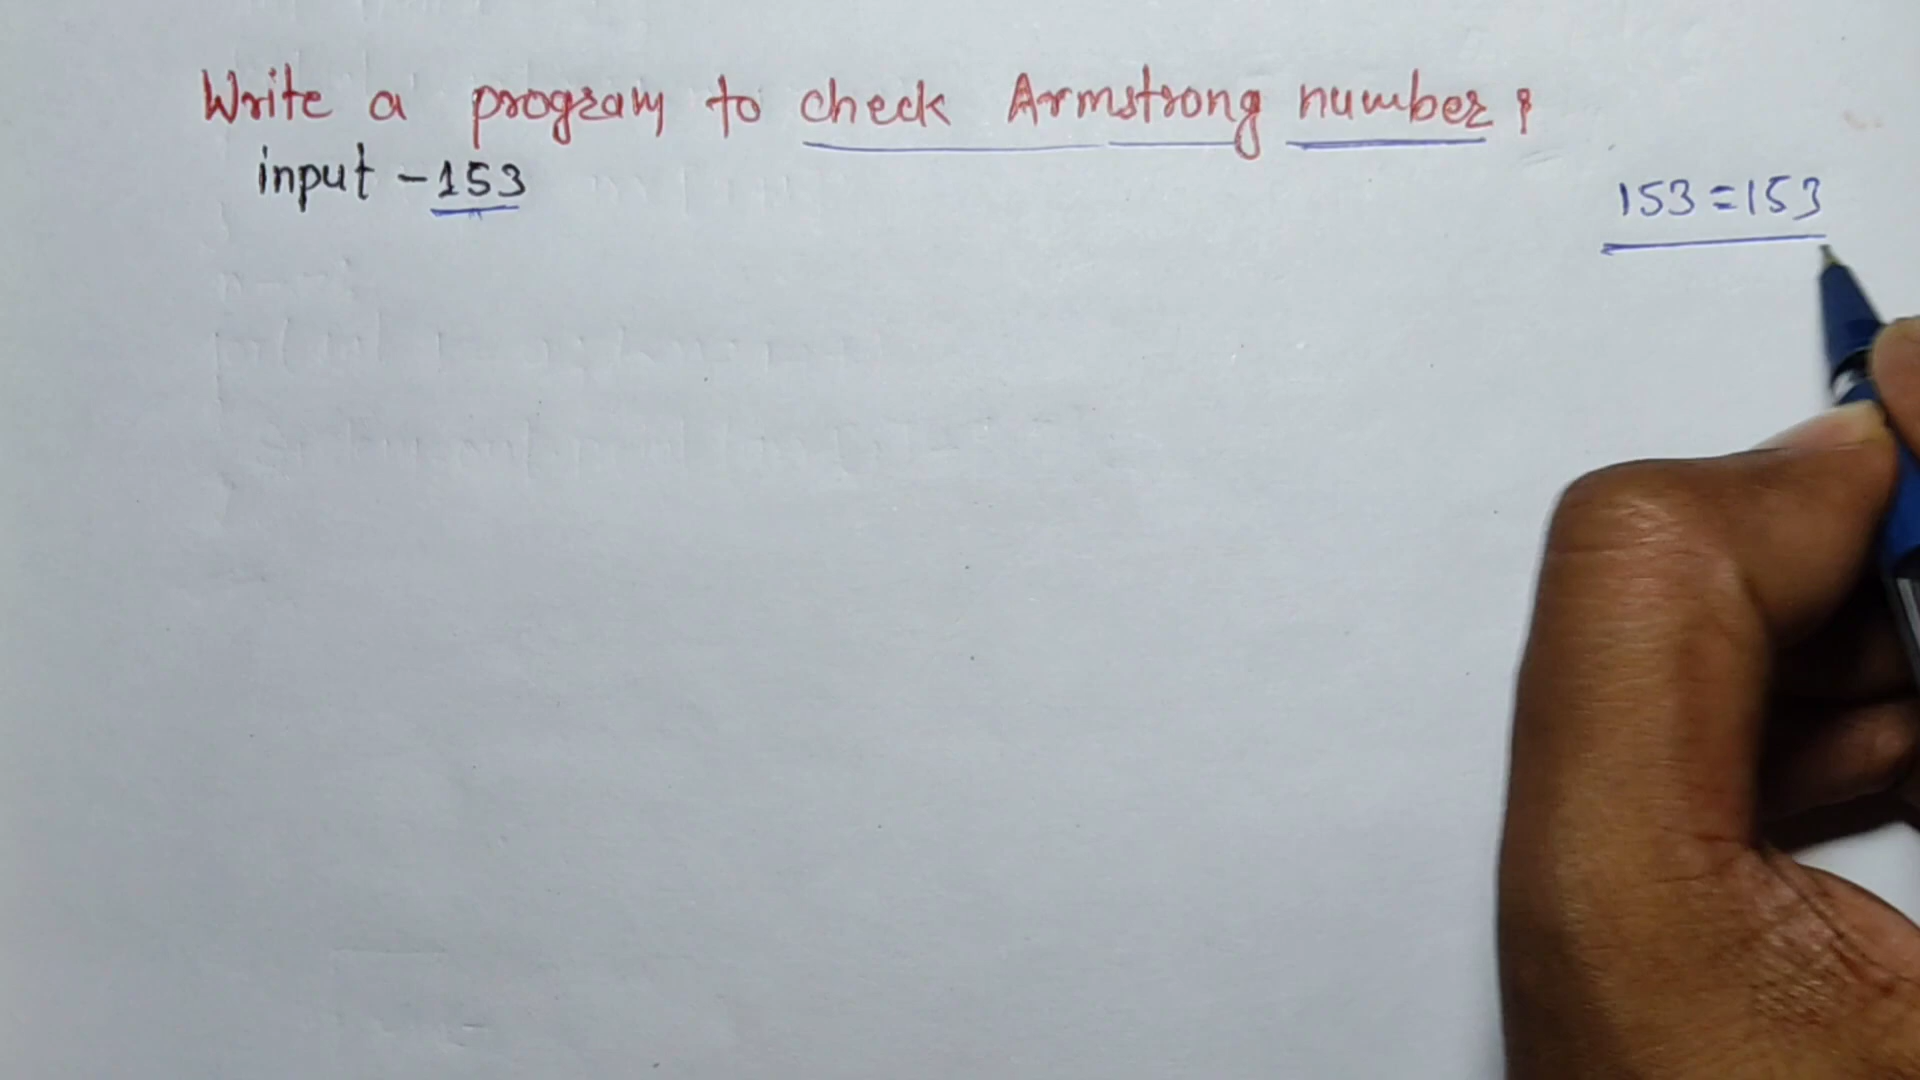 Write a program to check Armstrong number ?
input - 153
153 = 153